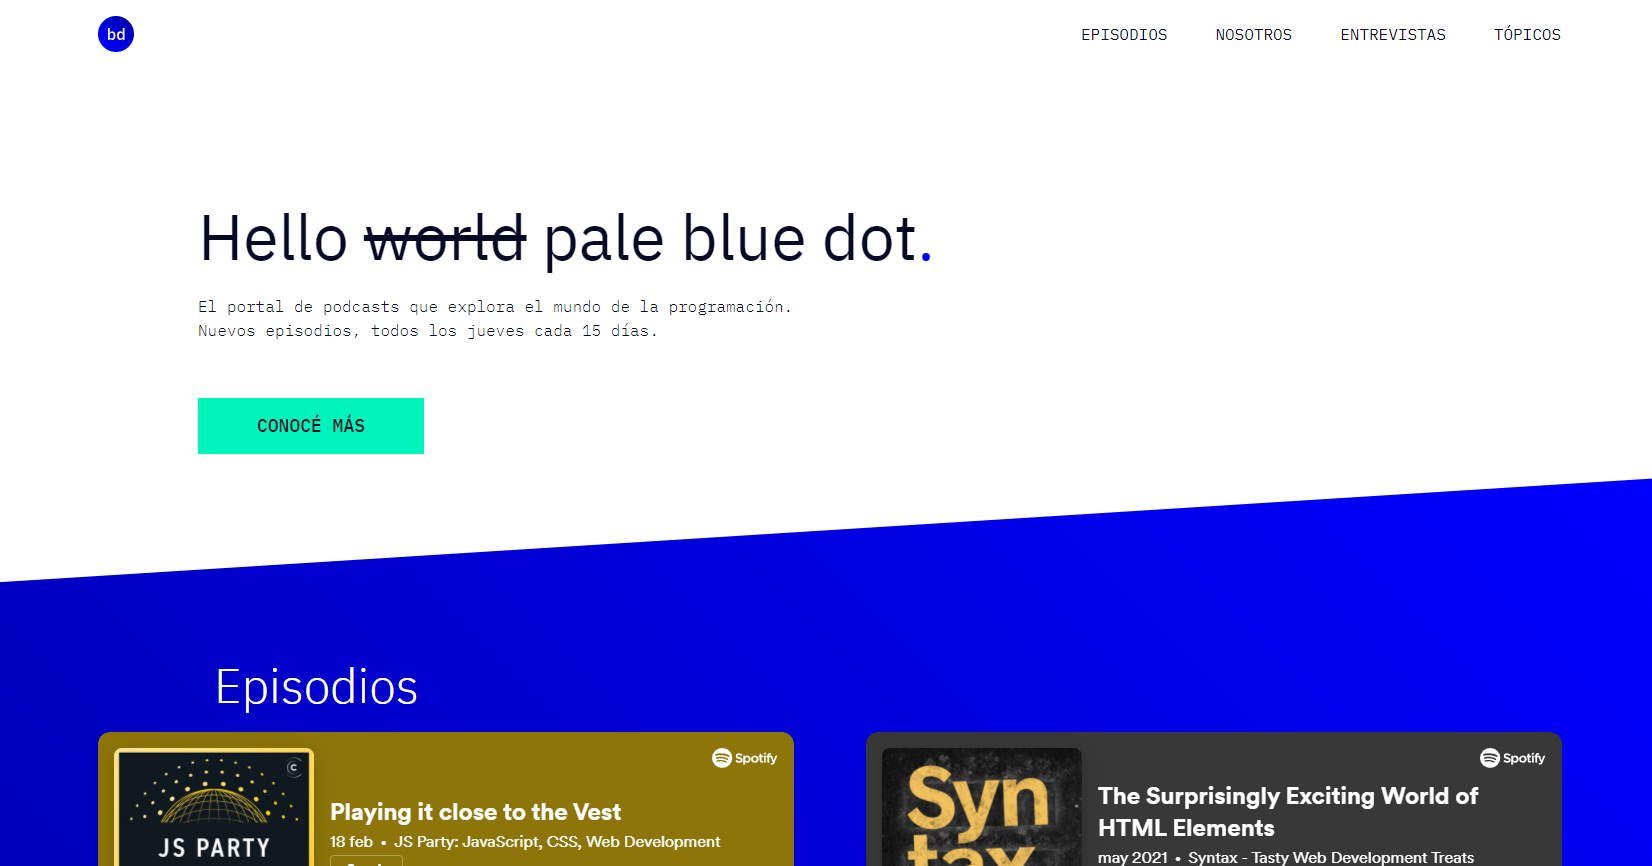 bd
EPISODIOS NOSOTROS ENTREVISTAS TÓPICOS
Hello world pale blue dot.
El portal de podcasts que explora el mundo de la programación.
Nuevos episodios, todos los jueves cada 15 días.
CONOCÉ MÁS
Episodios
C
JS PARTY
Spotify
Playing it close to the Vest
18 feb • JS Party: JavaScript, CSS, Web Development
Syn
tax
Spotify
The Surprisingly Exciting World of
HTML Elements
may 2021 • Syntax - Tasty Web Development Treats